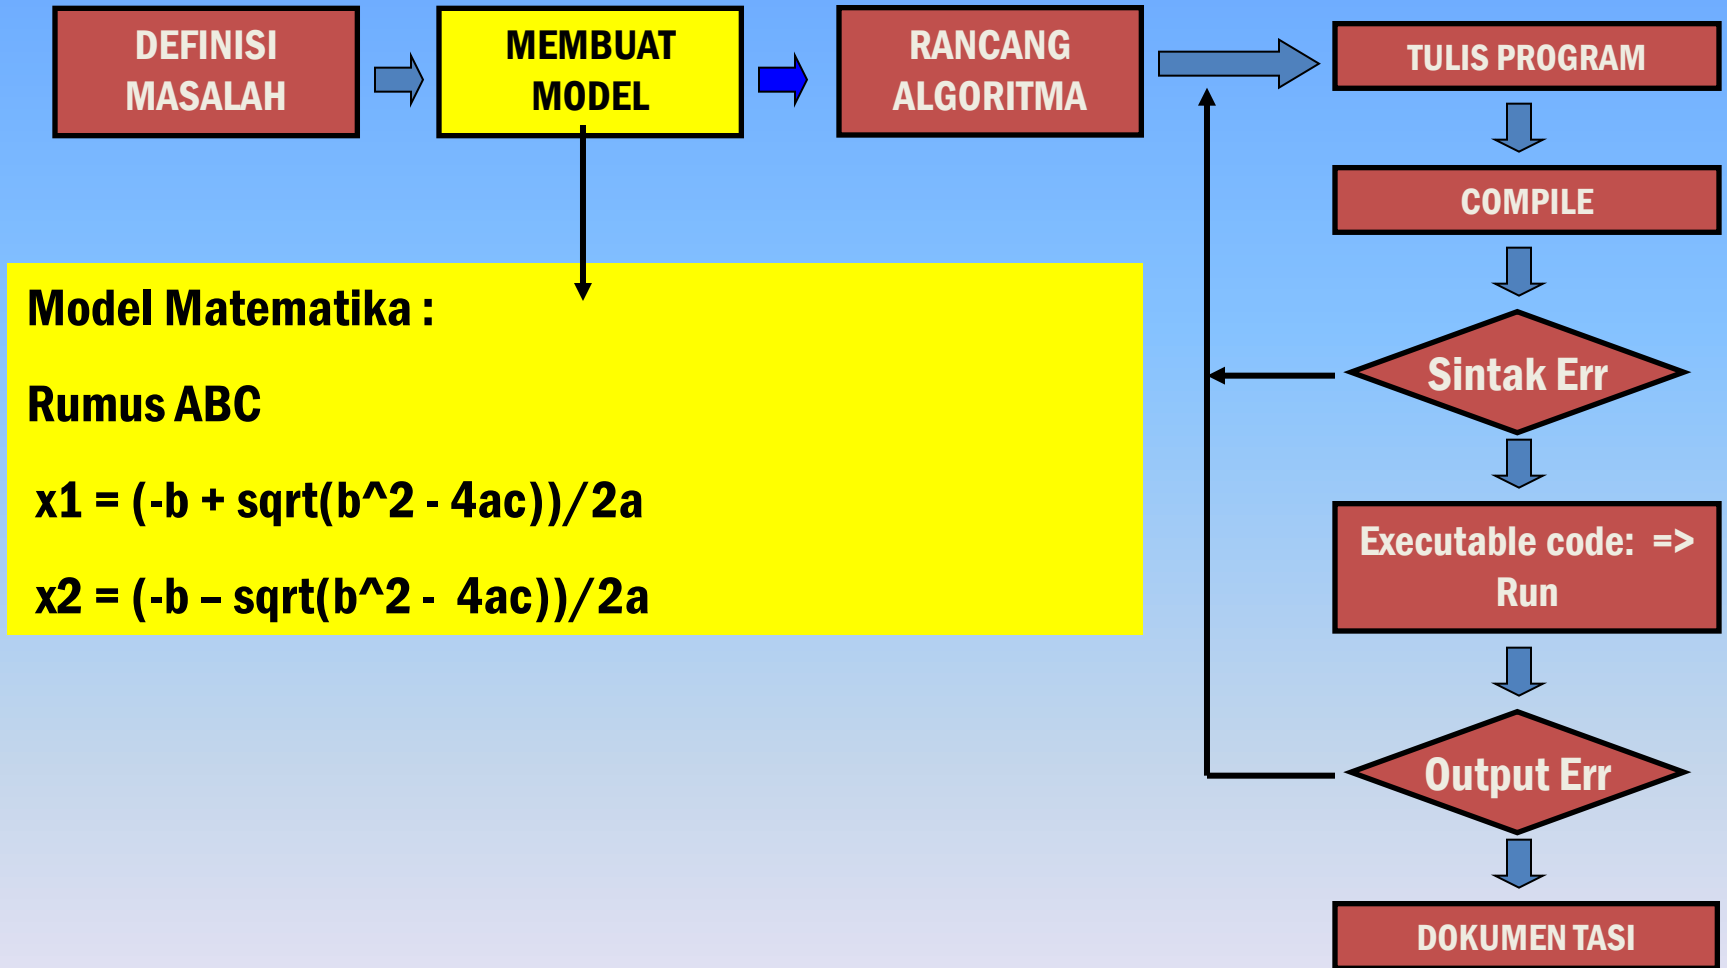 DEFINISI
MASALAH
MEMBUAT
MODEL
RANCANG
ALGORITMA
TULIS PROGRAM
COMPILE
Sintak Err
Executable code: =>
Run
Output Err
DOKUMEN TASI
Model Matematika :
Rumus ABC
x1 = (-b + sqrt(b^2 - 4ac))/2a
x2 = (-b – sqrt(b^2 - 4ac))/2a